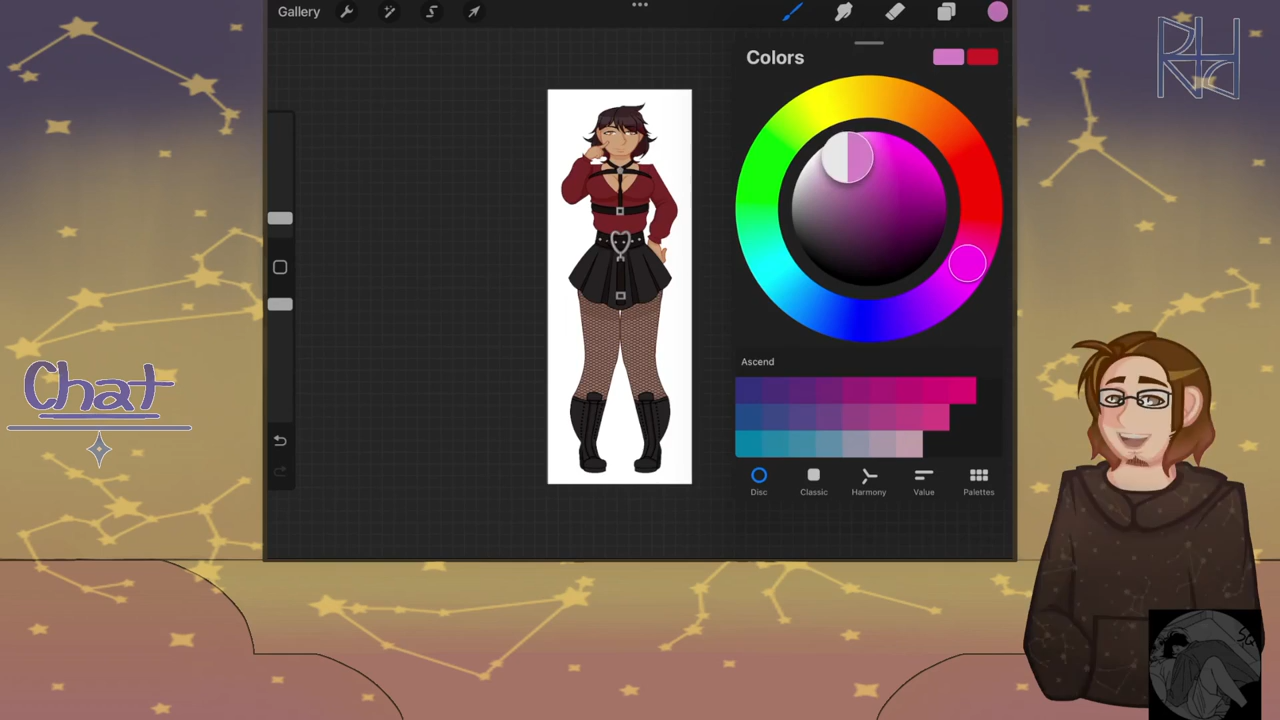 Gallery
Colors
Chat
Ascend
Disc
Classic
Harmony
Value
Palettes